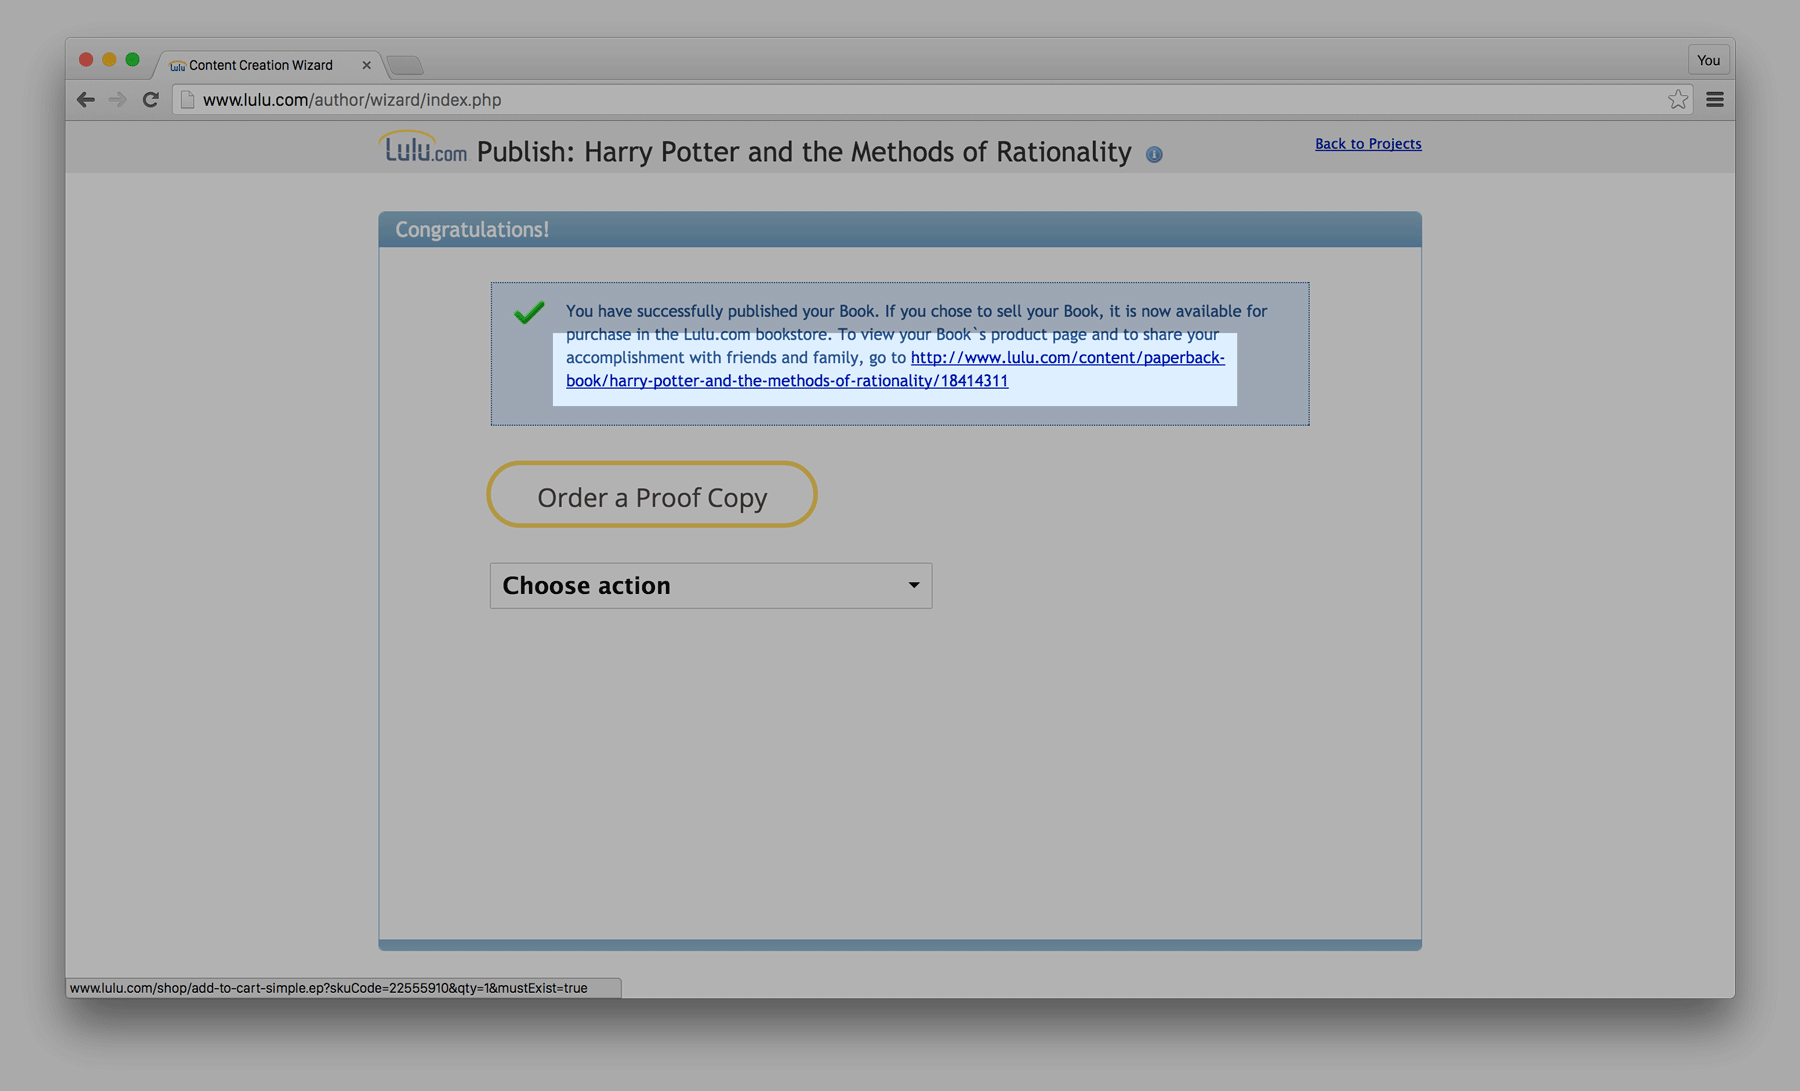 Content Creation Wizard
You
www.lulu.com/author/wizard/index.php
Lulu.com Publish: Harry Potter and the Methods of Rationality
Back to Projects
Congratulations!
You have successfully published your Book. If you chose to sell your Book, it is now available for
purchase in the Lulu.com bookstore. To view your Book`s product page and to share your
accomplishment with friends and family, go to http://www.lulu.com/content/paperback-
book/harry-potter-and-the-methods-of-rationality/18414311
Order a Proof Copy
Choose action
www.lulu.com/shop/add-to-cart-simple.ep?skuCode=22555910&qty=1&mustExist=true